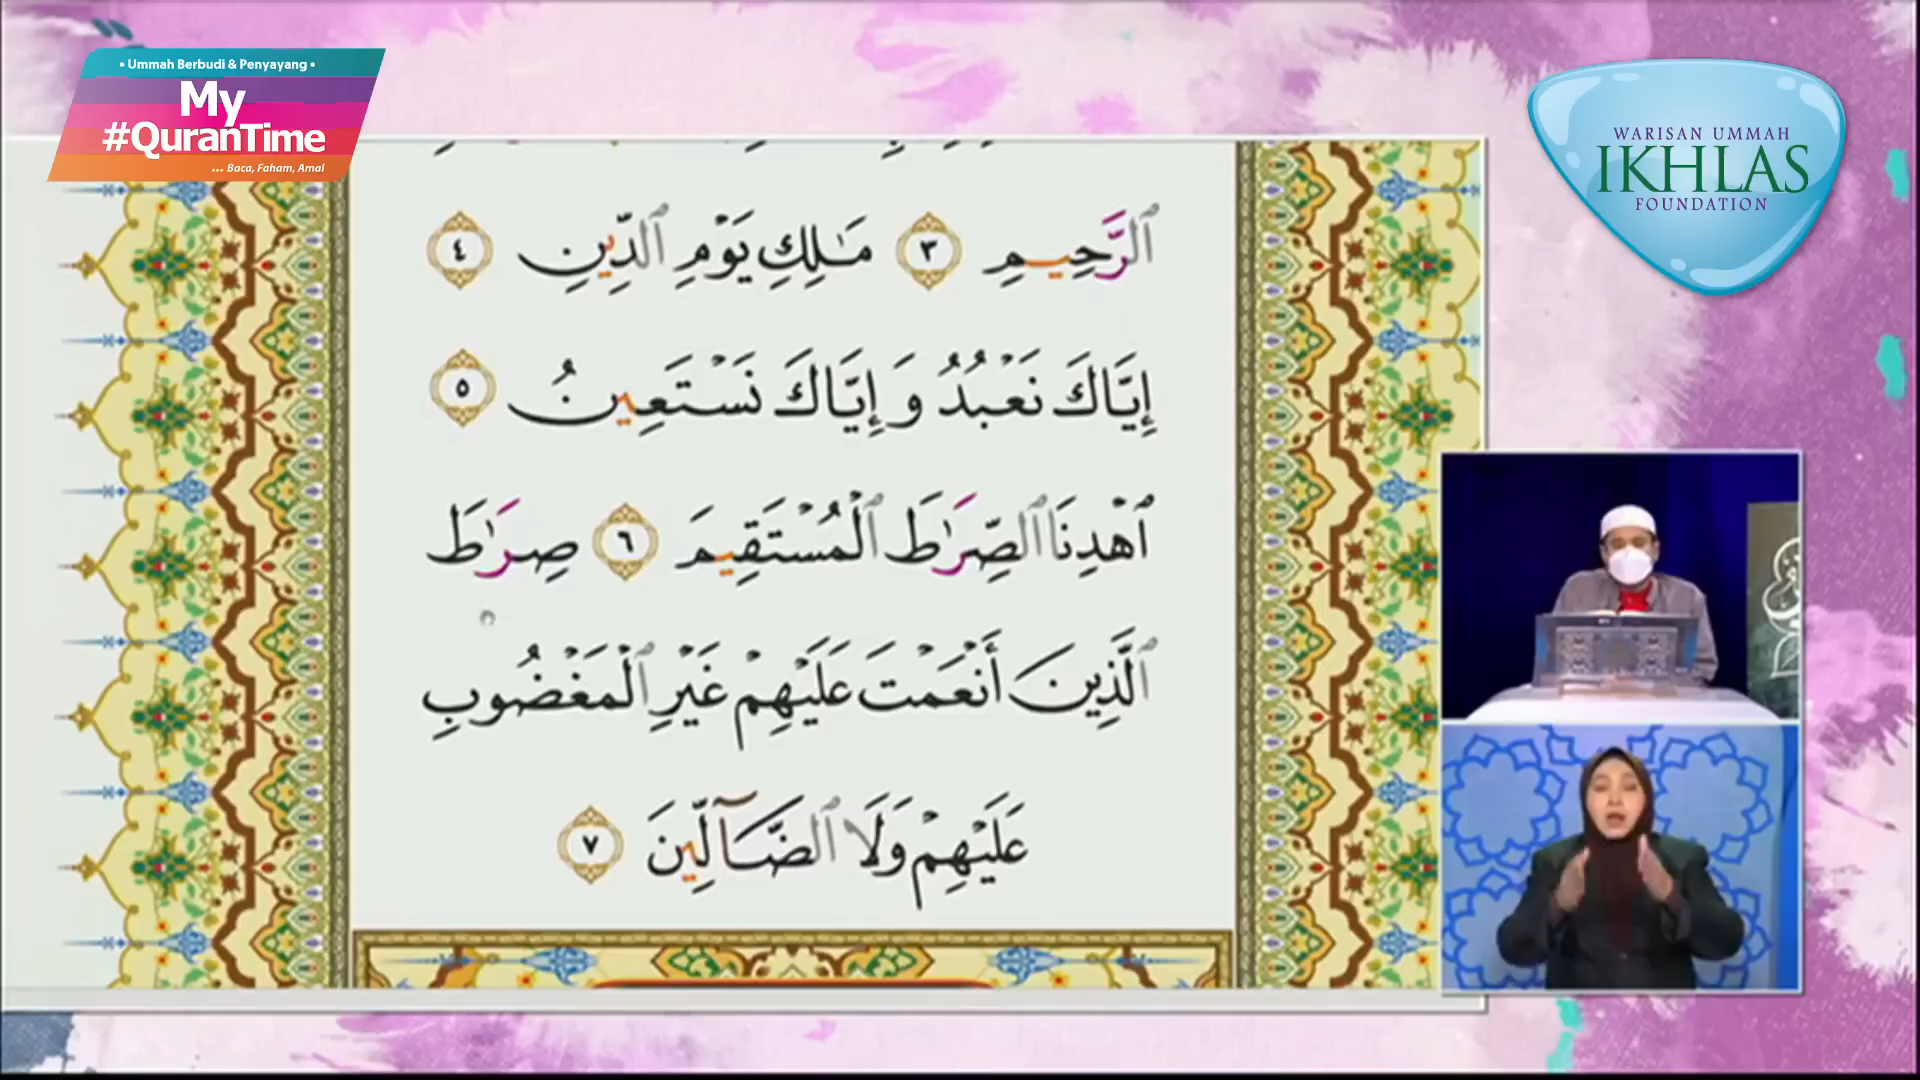 • Ummah Berbudi & Penyayang •
My
#QuranTime
... Baca, Faham, Amal
WARISAN UMMAH
IKHLAS
FOUNDATION
ٱلرَّحِيمِ ٣ مَـٰلِكِ يَوْمِ ٱلدِّينِ ٤
إِيَّاكَ نَعْبُدُ وَإِيَّاكَ نَسْتَعِينُ ٥
ٱهْدِنَا ٱلصِّرَٰطَ ٱلْمُسْتَقِيمَ ٦ صِرَٰطَ
ٱلَّذِينَ أَنْعَمْتَ عَلَيْهِمْ غَيْرِ ٱلْمَغْضُوبِ
عَلَيْهِمْ وَلَا ٱلضَّآلِّينَ ٧